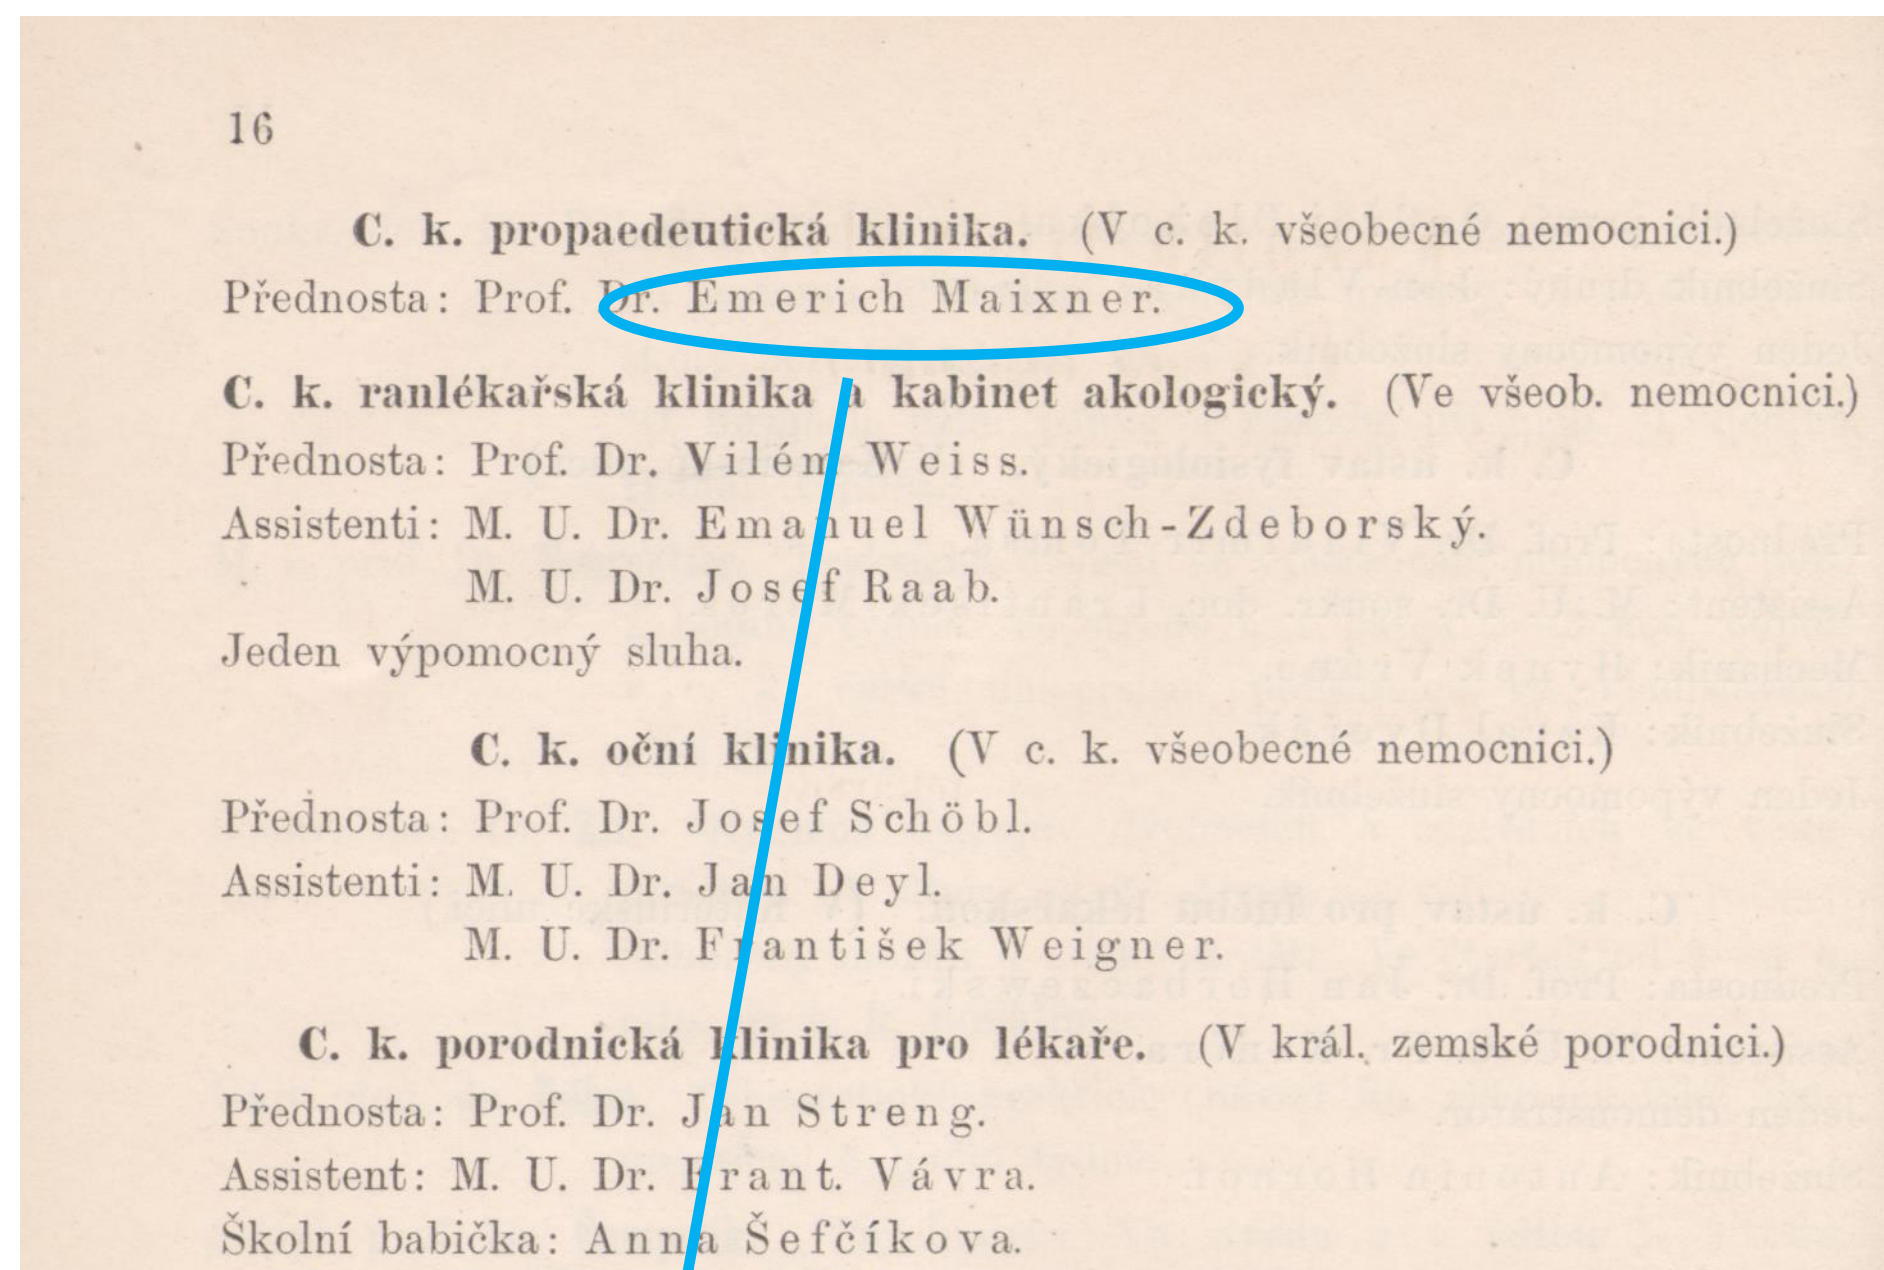 16
C. k. propaedeutická klinika. (V c. k. všeobecné nemocnici.)
Přednosta: Prof. Dr. Emerich Maixner.
C. k. ranlékařská klinika a kabinet akologický. (Ve všeob. nemocnici.)
Přednosta: Prof. Dr. Vilém Weiss.
Assistenti: M. U. Dr. Emanuel Wünsch-Zdeborský.
M. U. Dr. Josef Raab.
Jeden výpomocný sluha.
C. k. oční klinika. (V c. k. všeobecné nemocnici.)
Přednosta: Prof. Dr. Josef Schöbl.
Assistenti: M. U. Dr. Jan Deyl.
M. U. Dr. František Weigner.
C. k. porodnická klinika pro lékaře. (V král. zemské porodnici.)
Přednosta: Prof. Dr. Jan Streng.
Assistent: M. U. Dr. Frant. Vávra.
Školní babička: Anna Šefčíkova.